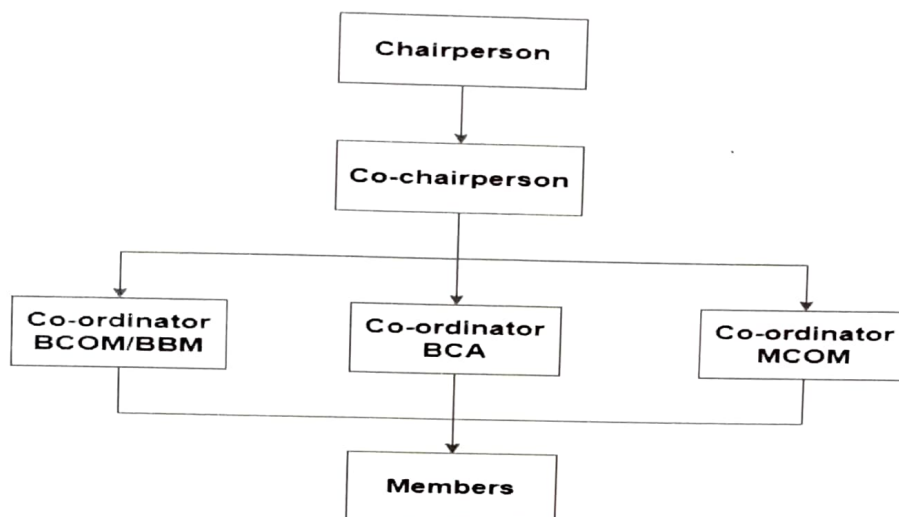 Chairperson
Co-chairperson
Co-ordinator
BCOM/BBM
Co-ordinator
BCA
Co-ordinator
MCOM
Members